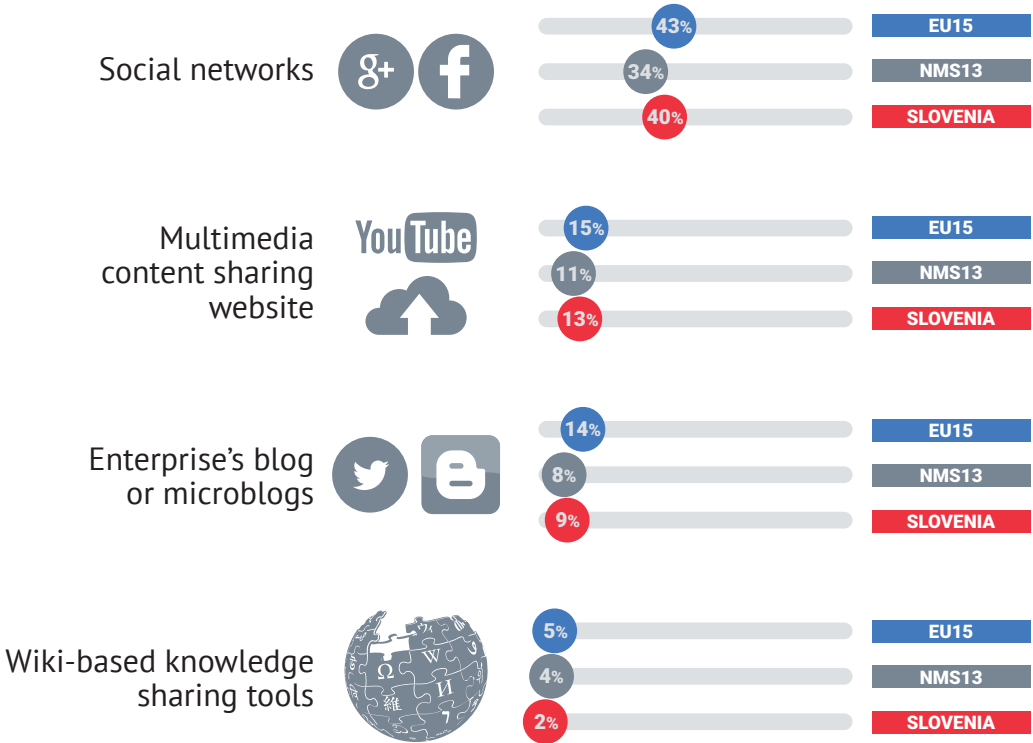 43% EU15
Social networks g+ f 34% NMS13
40% SLOVENIA
Multimedia
content sharing
website
YouTube
15% EU15
11% NMS13
13% SLOVENIA
Enterprise’s blog
or microblogs
14% EU15
8% NMS13
9% SLOVENIA
Wiki-based knowledge
sharing tools
Ω W
維 И
5% EU15
4% NMS13
2% SLOVENIA